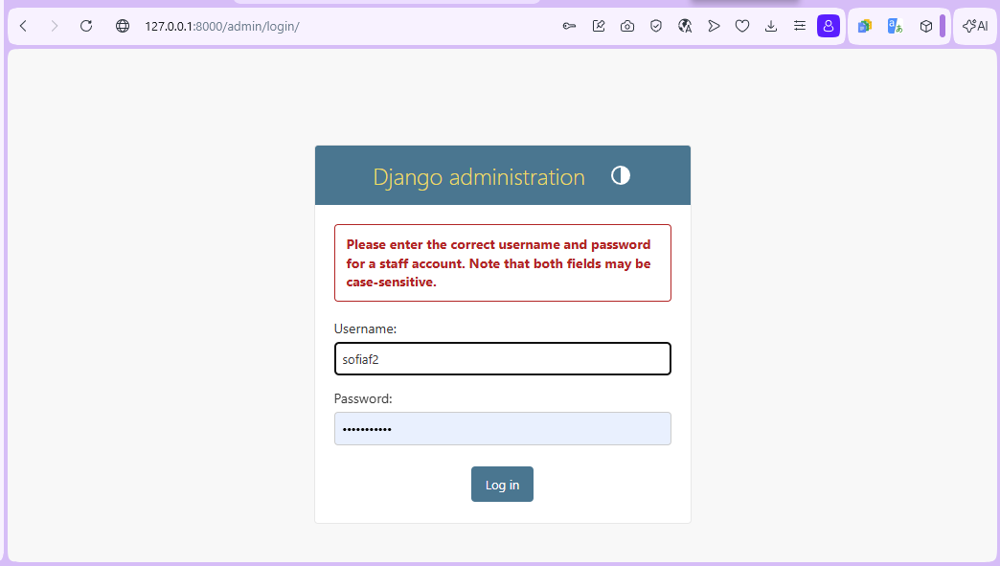 127.0.0.1:8000/admin/login/
AI
Django administration
Please enter the correct username and password
for a staff account. Note that both fields may be
case-sensitive.
Username:
sofiaf2
Password:
•••••••••••
Log in